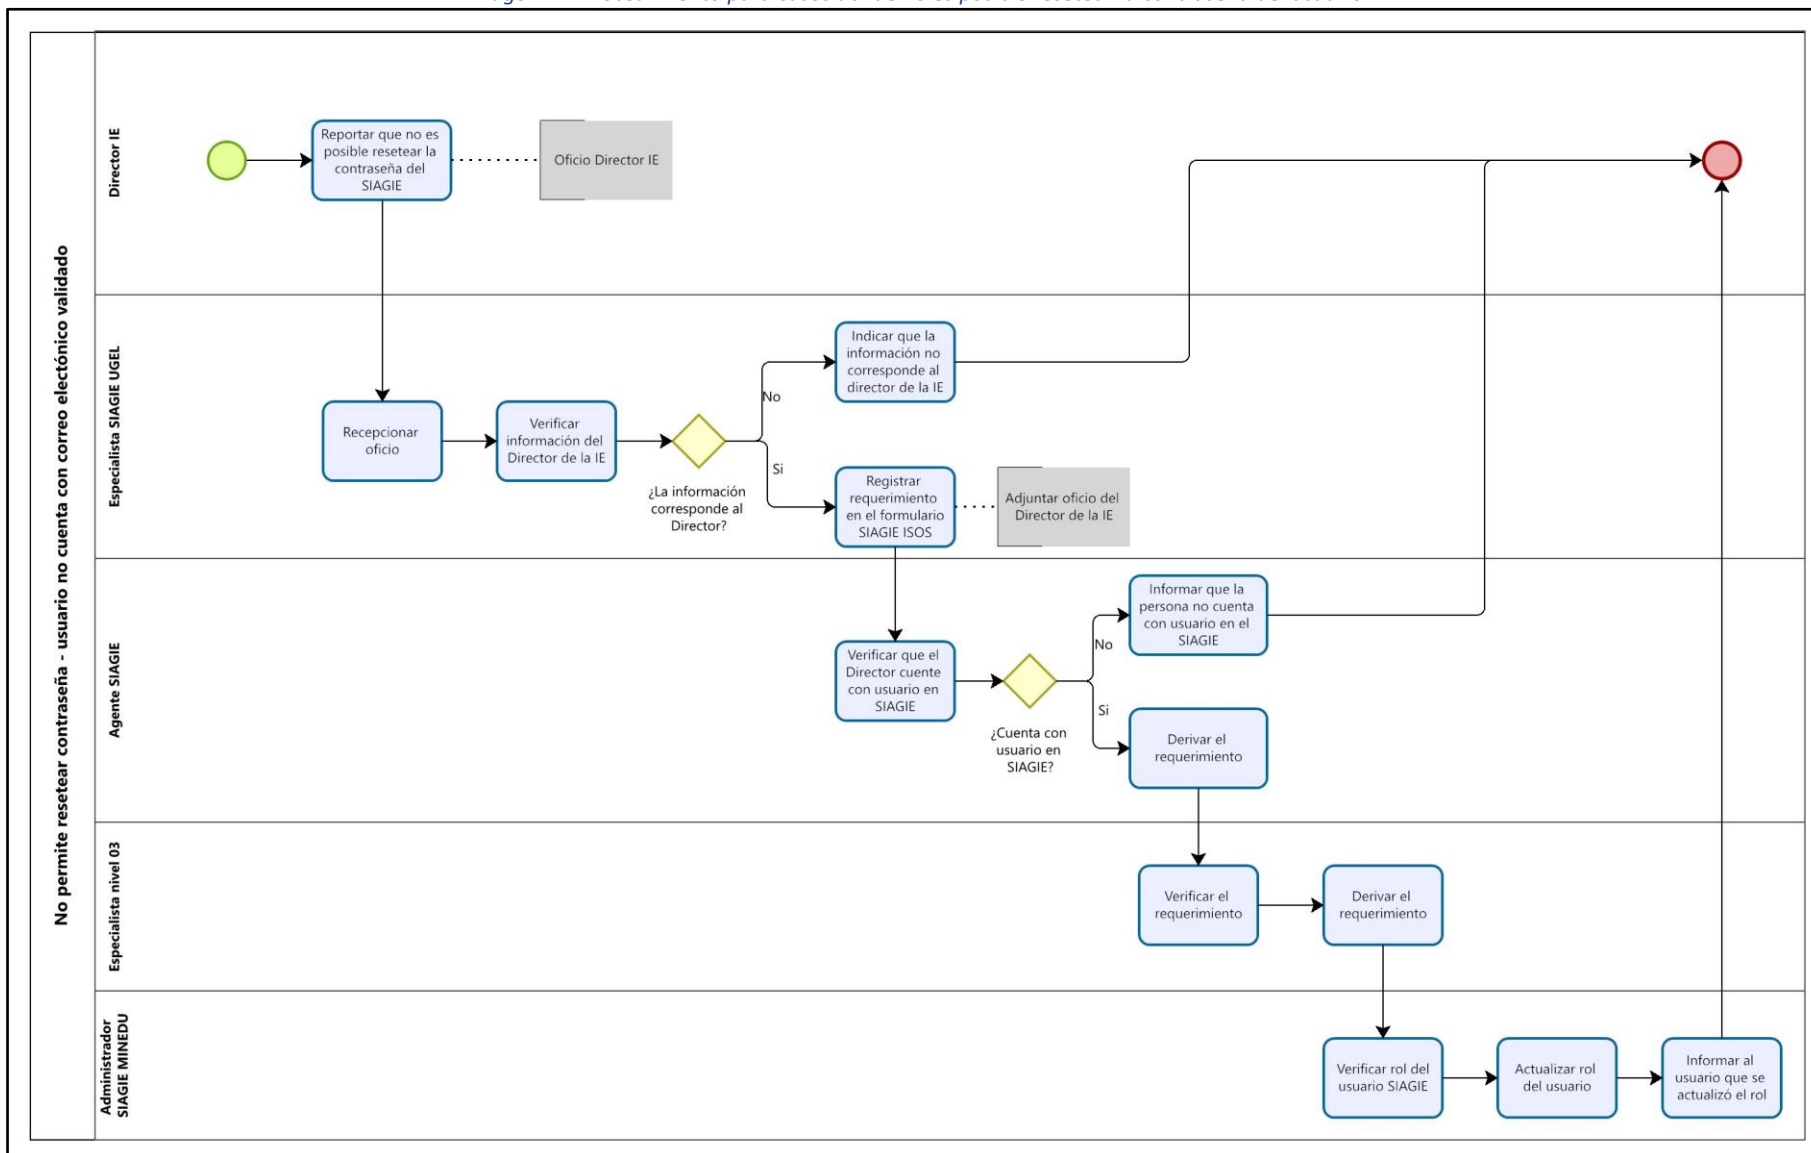 No permite resetear contraseña - usuario no cuenta con correo electónico validado
Director IE
Reportar que no es
posible resetear la
contraseña del
SIAGIE
Oficio Director IE
Especialista SIAGIE UGEL
Recepcionar
oficio
Verificar
información del
Director de la IE
¿La información
corresponde al
Director?
No
Indicar que la
información no
corresponde al
director de la IE
Si
Registrar
requerimiento
en el formulario
SIAGIE ISOS
Adjuntar oficio del
Director de la IE
Agente SIAGIE
Verificar que el
Director cuente
con usuario en
SIAGIE
¿Cuenta con
usuario en
SIAGIE?
No
Informar que la
persona no cuenta
con usuario en el
SIAGIE
Si
Derivar el
requerimiento
Especialista nivel 03
Verificar el
requerimiento
Derivar el
requerimiento
Administrador
SIAGIE MINEDU
Verificar rol del
usuario SIAGIE
Actualizar rol
del usuario
Informar al
usuario que se
actualizó el rol